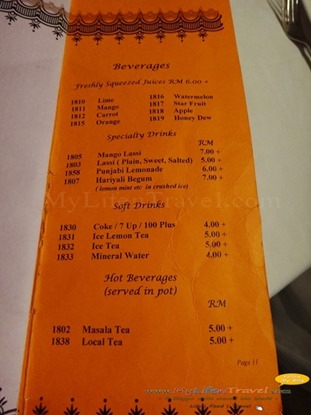 Beverages
Freshly Squeezed Juices RM 6.00 +
1810 Lime 1816 Watermelon
1811 Mango 1817 Star Fruit
1812 Carrot 1818 Apple
1815 Orange 1819 Honey Dew
Specialty Drinks
RM
1805 Mango Lassi 7.00 +
1803 Lassi ( Plain, Sweet, Salted) 5.00 +
1858 Punjabi Lemonade 6.00 +
1807 Hariyali Begum 7.00 +
( lemon mint etc in crushed ice)
MyLifeTravel.com
Soft Drinks
1830 Coke / 7 Up / 100 Plus 4.00 +
1831 Ice Lemon Tea 5.00 +
1832 Ice Tea 5.00 +
1833 Mineral Water 4.00 +
Hot Beverages
(served in pot)
RM
1802 Masala Tea 5.00 +
1838 Local Tea 5.00 +
Page 11